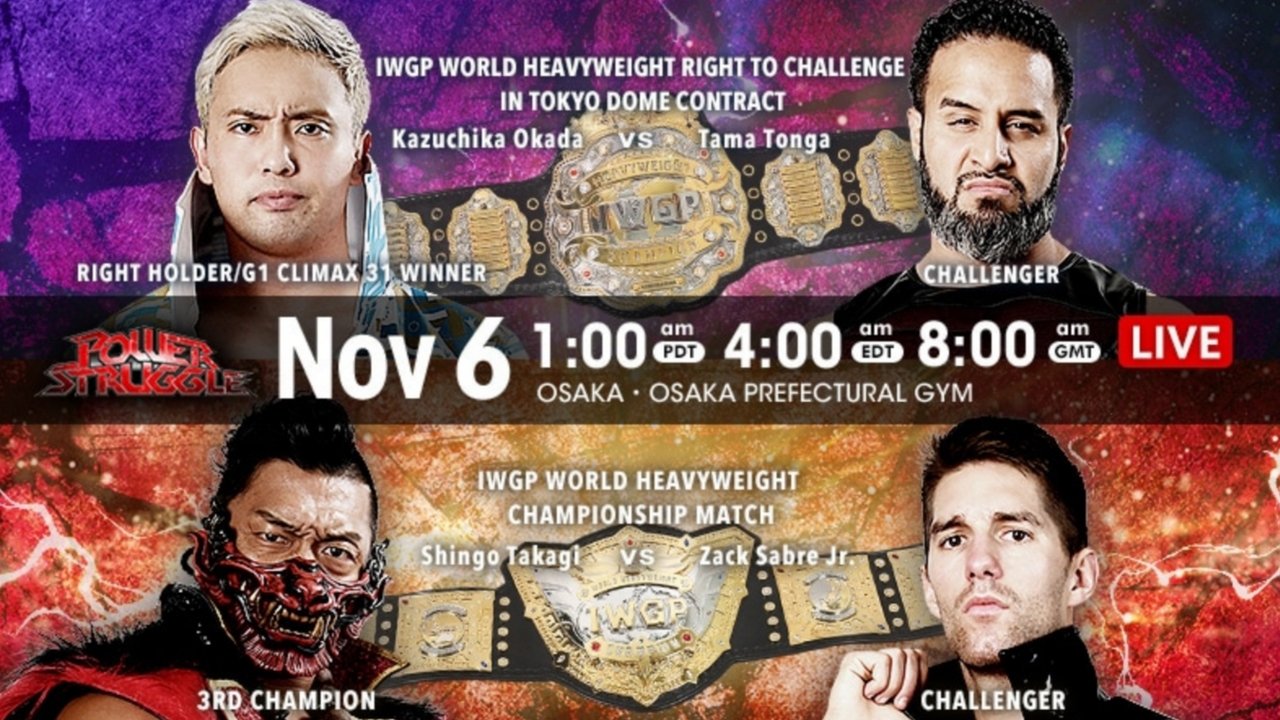 IWGP WORLD HEAVYWEIGHT RIGHT TO CHALLENGE
IN TOKYO DOME CONTRACT
Kazuchika Okada vs Tama Tonga
HEAVYWEIGHT
IWGP
RIGHT HOLDER/G1 CLIMAX 31 WINNER
CHALLENGER
POWER
STRUGGLE
Nov 6
1:00 am PDT 4:00 am EDT 8:00 am GMT LIVE
OSAKA・OSAKA PREFECTURAL GYM
IWGP WORLD HEAVYWEIGHT
CHAMPIONSHIP MATCH
Shingo Takagi vs Zack Sabre Jr.
IWGP
3RD CHAMPION
CHALLENGER